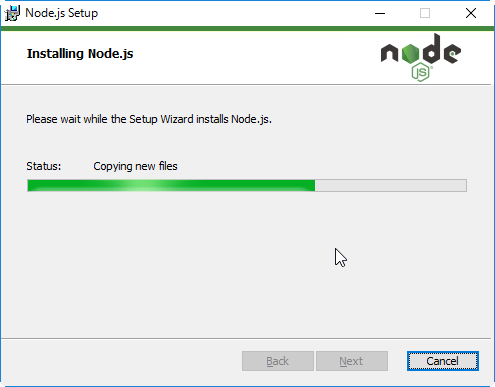 Node.js Setup
Installing Node.js
node
JS®
Please wait while the Setup Wizard installs Node.js.
Status: Copying new files
Back Next Cancel